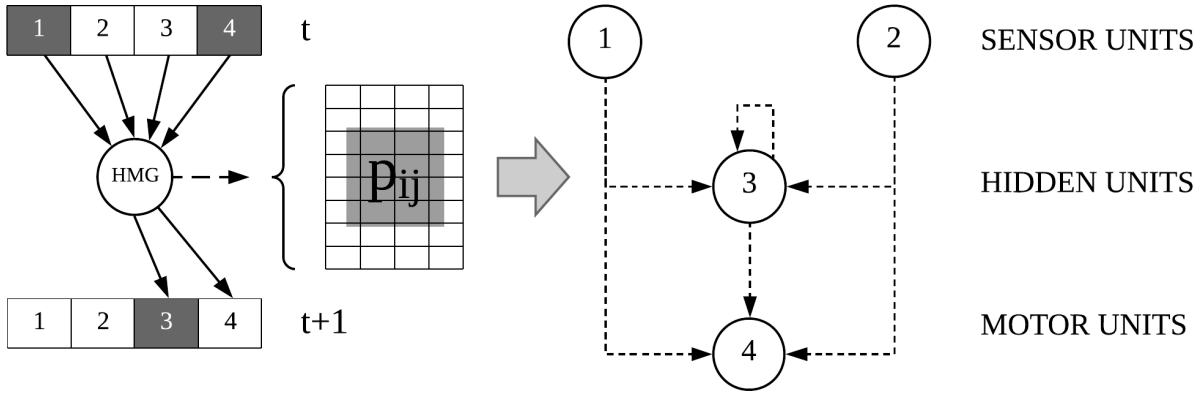 1 2 3 4 t
HMG
p_ij
1 2 3 4 t+1
1 2 SENSOR UNITS
3 HIDDEN UNITS
4 MOTOR UNITS